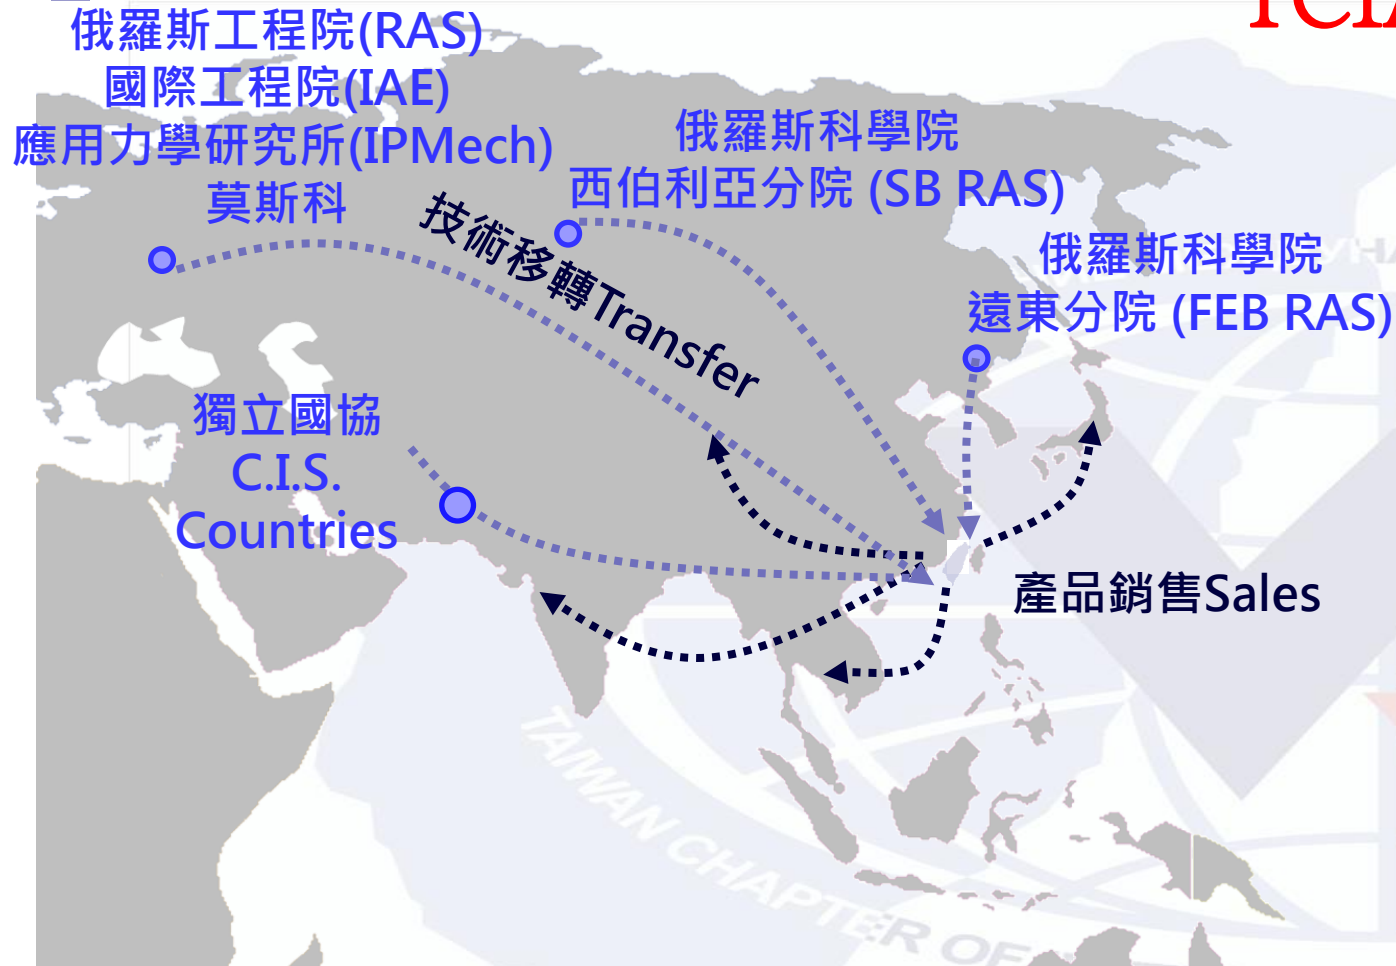 俄羅斯工程院(RAS)
國際工程院(IAE)
應用力學研究所(IPMech)
莫斯科
俄羅斯科學院
西伯利亞分院 (SB RAS)
俄羅斯科學院
遠東分院 (FEB RAS)
技術移轉Transfer
獨立國協
C.I.S.
Countries
產品銷售Sales
TAIWAN CHAPTER OF